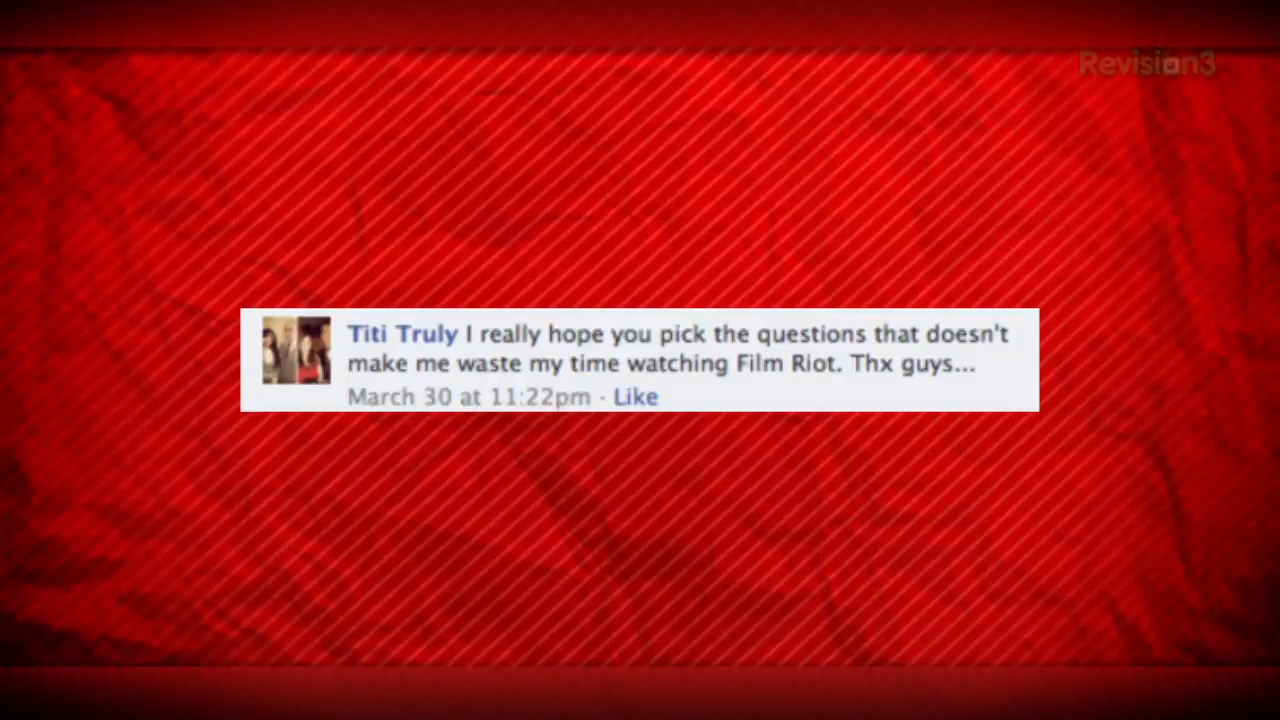 Revision3
Titi Truly I really hope you pick the questions that doesn't
make me waste my time watching Film Riot. Thx guys...
March 30 at 11:22pm · Like